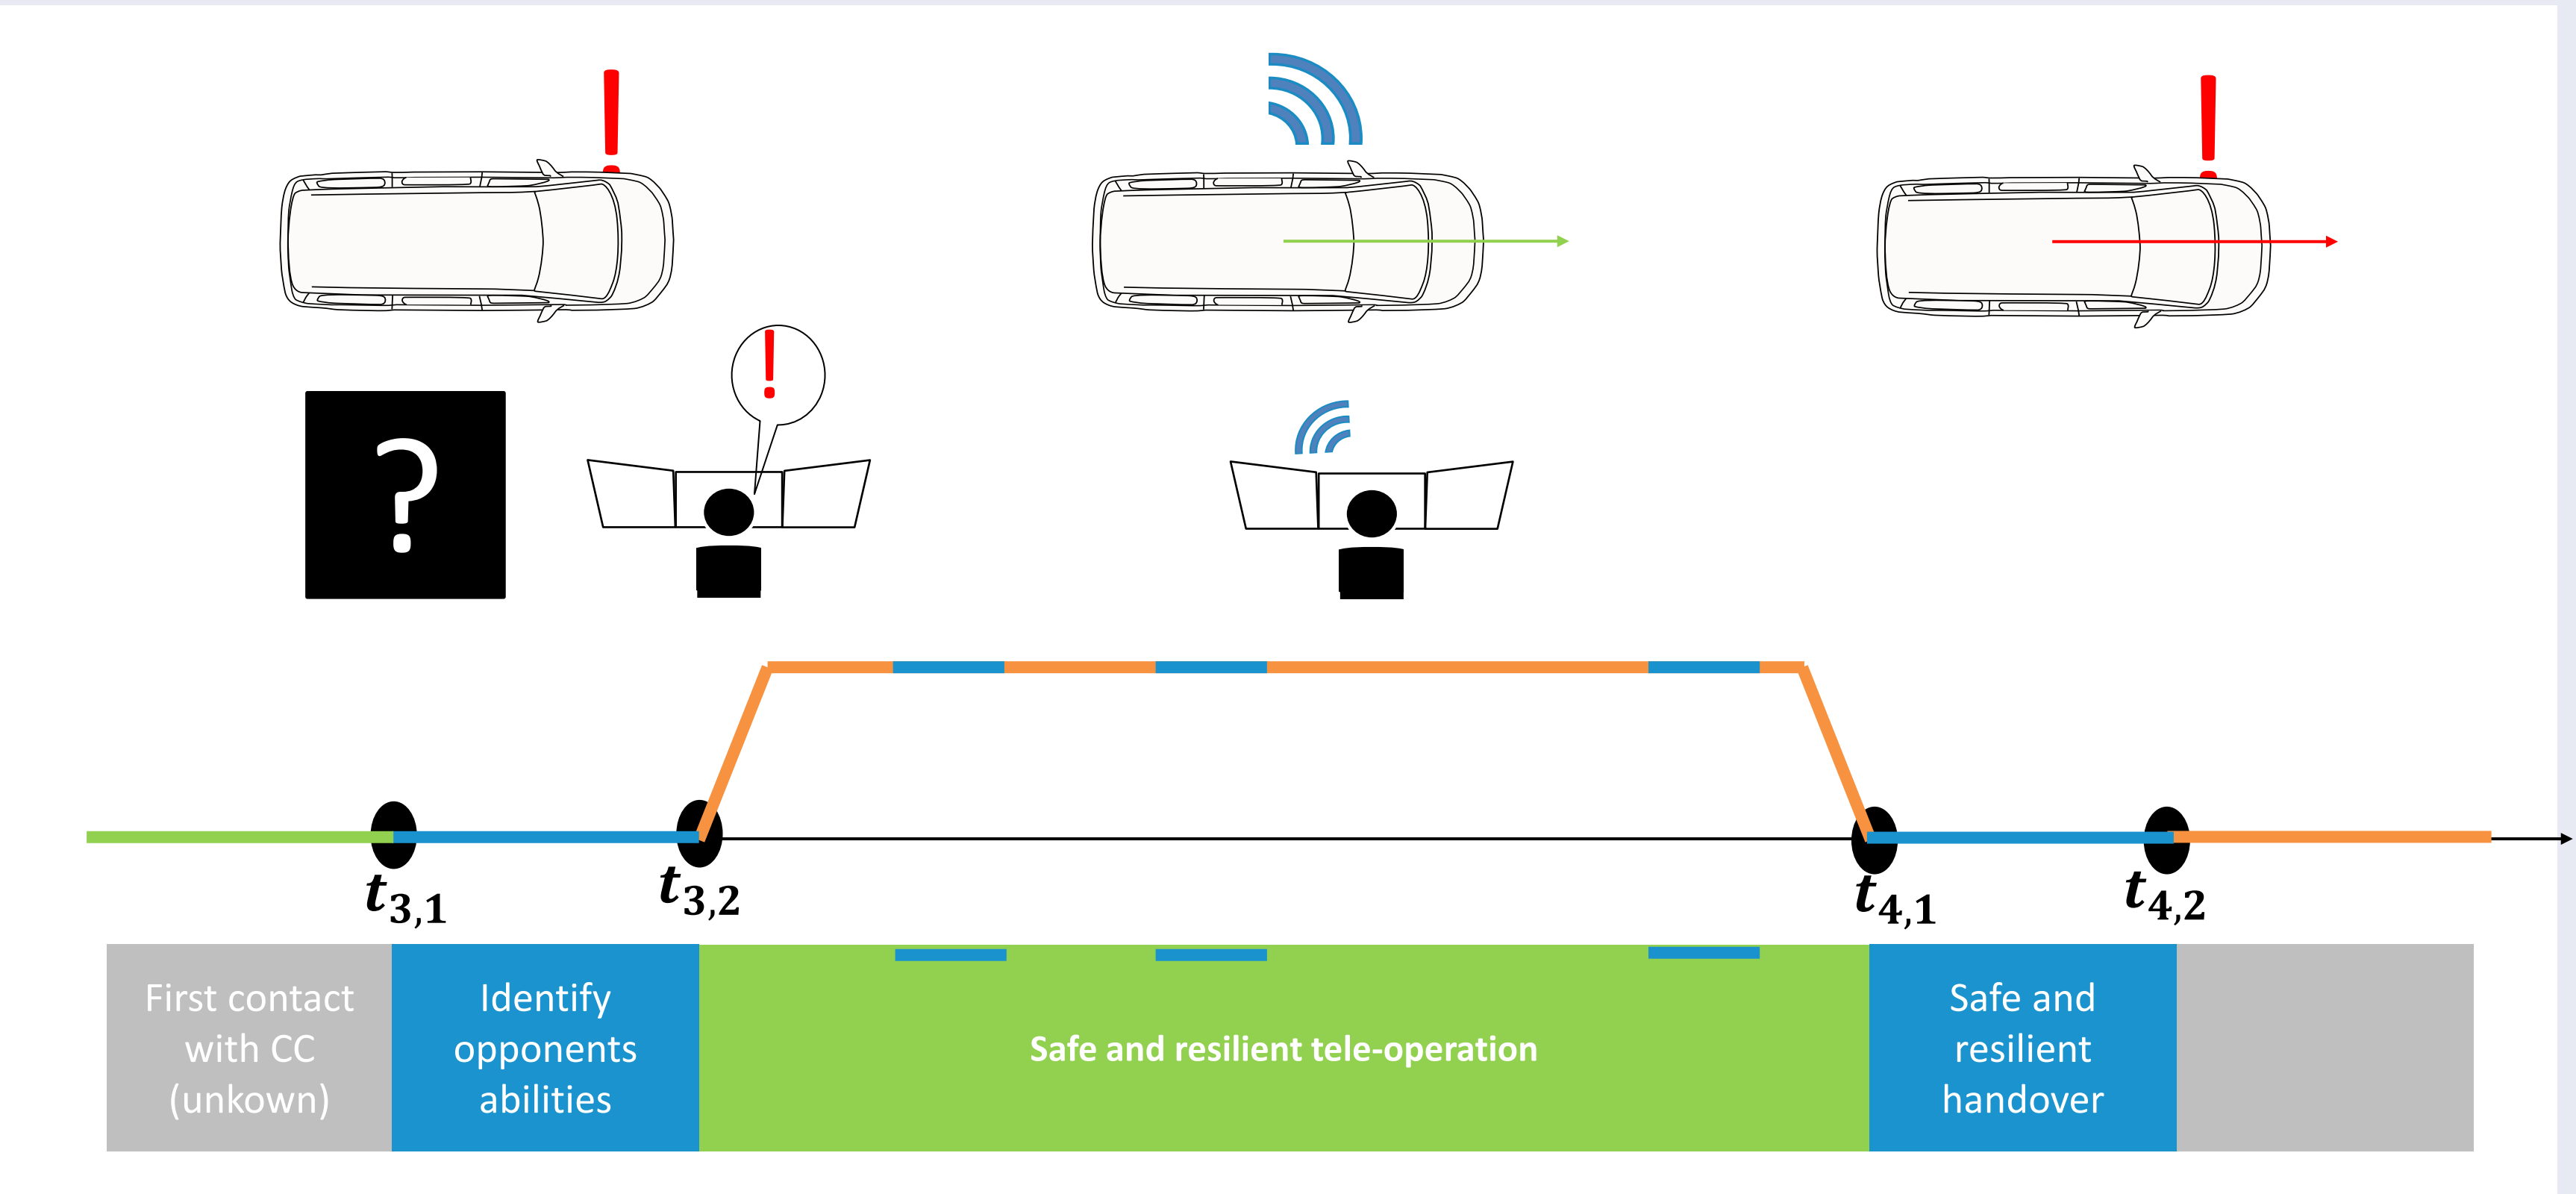 !
!
!
?
t3,1
t3,2
t4,1
t4,2
First contact
with CC
(unkown)
Identify
opponents
abilities
Safe and resilient tele-operation
Safe and
resilient
handover